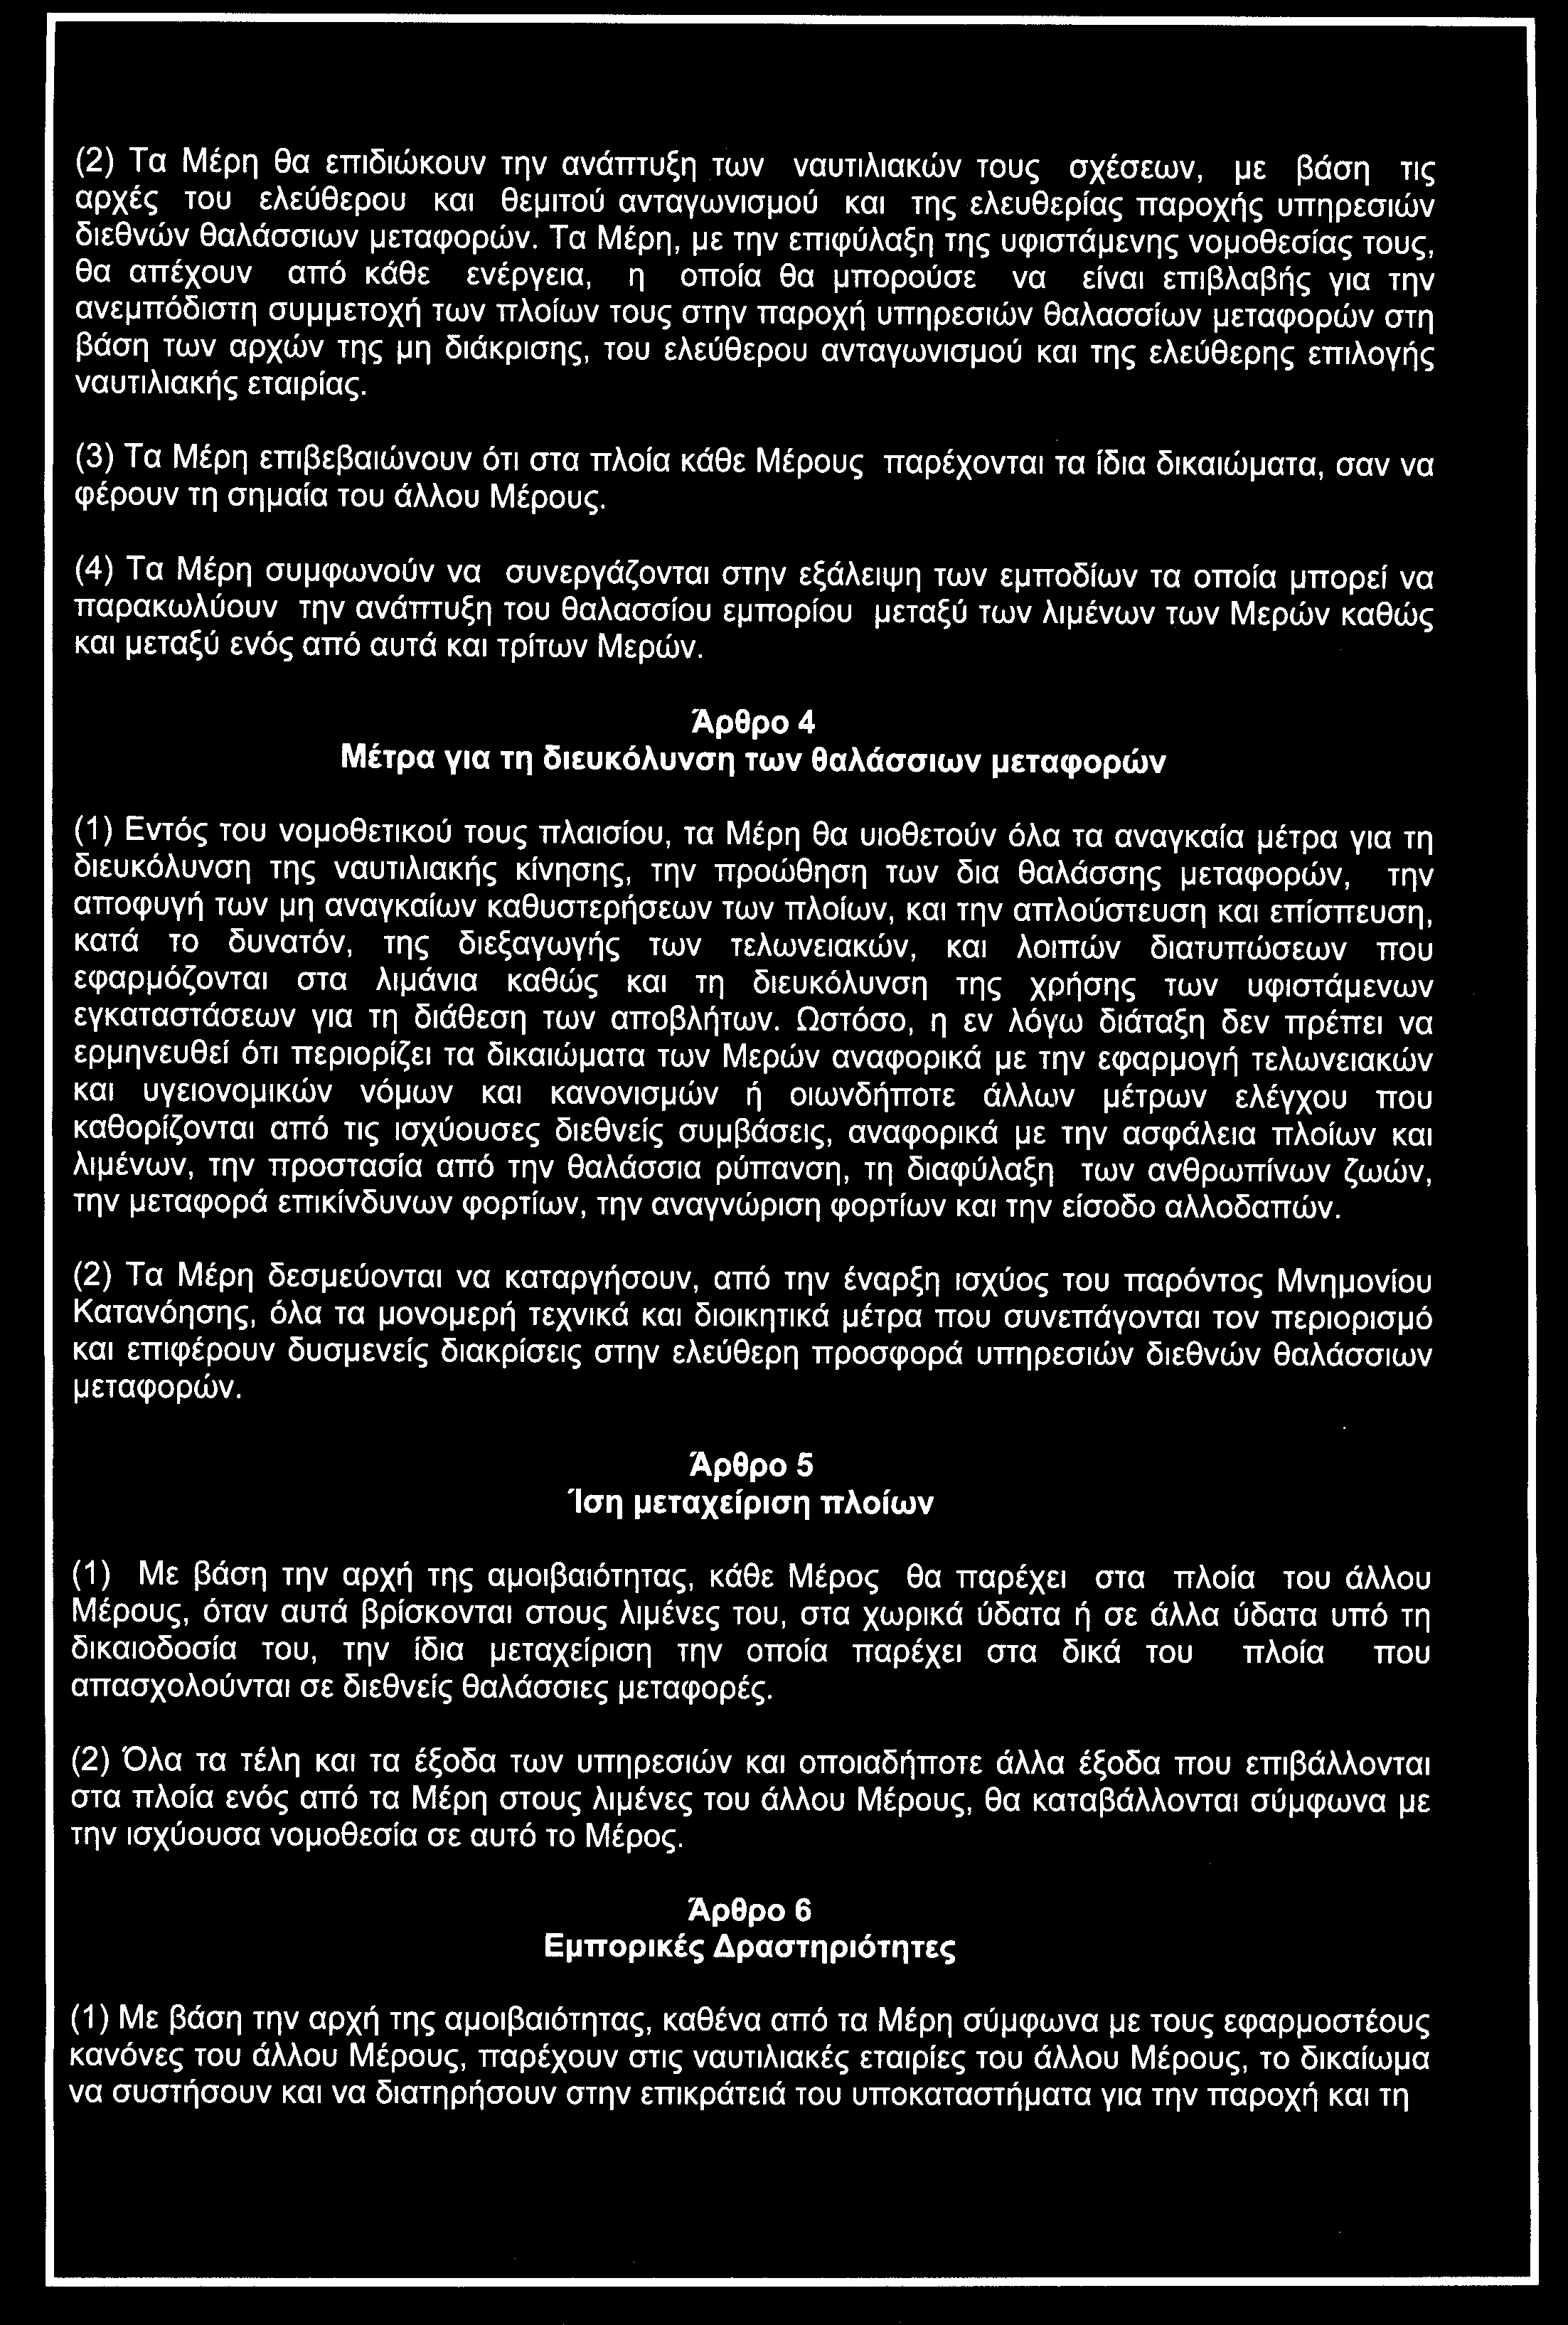 (2) Τα Μέρη θα επιδιώκουν την ανάπτυξη των ναυτιλιακών τους σχέσεων, με βάση τις
αρχές του ελεύθερου και θεμιτού ανταγωνισμού και της ελευθερίας παροχής υπηρεσιών
διεθνών θαλάσσιων μεταφορών. Τα Μέρη, με την επιφύλαξη της υφιστάμενης νομοθεσίας τους,
θα απέχουν από κάθε ενέργεια, η οποία θα μπορούσε να είναι επιβλαβής για την
ανεμπόδιστη συμμετοχή των πλοίων τους στην παροχή υπηρεσιών θαλασσίων μεταφορών στη
βάση των αρχών της μη διάκρισης, του ελεύθερου ανταγωνισμού και της ελεύθερης επιλογής
ναυτιλιακής εταιρίας.
(3) Τα Μέρη επιβεβαιώνουν ότι στα πλοία κάθε Μέρους παρέχονται τα ίδια δικαιώματα, σαν να
φέρουν τη σημαία του άλλου Μέρους.
(4) Τα Μέρη συμφωνούν να συνεργάζονται στην εξάλειψη των εμποδίων τα οποία μπορεί να
παρακωλύουν την ανάπτυξη του θαλασσίου εμπορίου μεταξύ των λιμένων των Μερών καθώς
και μεταξύ ενός από αυτά και τρίτων Μερών.
Άρθρο 4
Μέτρα για τη διευκόλυνση των θαλάσσιων μεταφορών
(1) Εντός του νομοθετικού τους πλαισίου, τα Μέρη θα υιοθετούν όλα τα αναγκαία μέτρα για τη
διευκόλυνση της ναυτιλιακής κίνησης, την προώθηση των δια θαλάσσης μεταφορών, την
αποφυγή των μη αναγκαίων καθυστερήσεων των πλοίων, και την απλούστευση και επίσπευση,
κατά το δυνατόν, της διεξαγωγής των τελωνειακών, και λοιπών διατυπώσεων που
εφαρμόζονται στα λιμάνια καθώς και τη διευκόλυνση της χρήσης των υφιστάμενων
εγκαταστάσεων για τη διάθεση των αποβλήτων. Ωστόσο, η εν λόγω διάταξη δεν πρέπει να
ερμηνευθεί ότι περιορίζει τα δικαιώματα των Μερών αναφορικά με την εφαρμογή τελωνειακών
και υγειονομικών νόμων και κανονισμών ή οιωνδήποτε άλλων μέτρων ελέγχου που
καθορίζονται από τις ισχύουσες διεθνείς συμβάσεις, αναφορικά με την ασφάλεια πλοίων και
λιμένων, την προστασία από την θαλάσσια ρύπανση, τη διαφύλαξη των ανθρωπίνων ζωών,
την μεταφορά επικίνδυνων φορτίων, την αναγνώριση φορτίων και την είσοδο αλλοδαπών.
(2) Τα Μέρη δεσμεύονται να καταργήσουν, από την έναρξη ισχύος του παρόντος Μνημονίου
Κατανόησης, όλα τα μονομερή τεχνικά και διοικητικά μέτρα που συνεπάγονται τον περιορισμό
και επιφέρουν δυσμενείς διακρίσεις στην ελεύθερη προσφορά υπηρεσιών διεθνών θαλάσσιων
μεταφορών.
Άρθρο 5
Ίση μεταχείριση πλοίων
(1) Με βάση την αρχή της αμοιβαιότητας, κάθε Μέρος θα παρέχει στα πλοία του άλλου
Μέρους, όταν αυτά βρίσκονται στους λιμένες του, στα χωρικά ύδατα ή σε άλλα ύδατα υπό τη
δικαιοδοσία του, την ίδια μεταχείριση την οποία παρέχει στα δικά του πλοία που
απασχολούνται σε διεθνείς θαλάσσιες μεταφορές.
(2) Όλα τα τέλη και τα έξοδα των υπηρεσιών και οποιαδήποτε άλλα έξοδα που επιβάλλονται
στα πλοία ενός από τα Μέρη στους λιμένες του άλλου Μέρους, θα καταβάλλονται σύμφωνα με
την ισχύουσα νομοθεσία σε αυτό το Μέρος.
Άρθρο 6
Εμπορικές Δραστηριότητες
(1) Με βάση την αρχή της αμοιβαιότητας, καθένα από τα Μέρη σύμφωνα με τους εφαρμοστέους
κανόνες του άλλου Μέρους, παρέχουν στις ναυτιλιακές εταιρίες του άλλου Μέρους, το δικαίωμα
να συστήσουν και να διατηρήσουν στην επικράτειά του υποκαταστήματα για την παροχή και τη